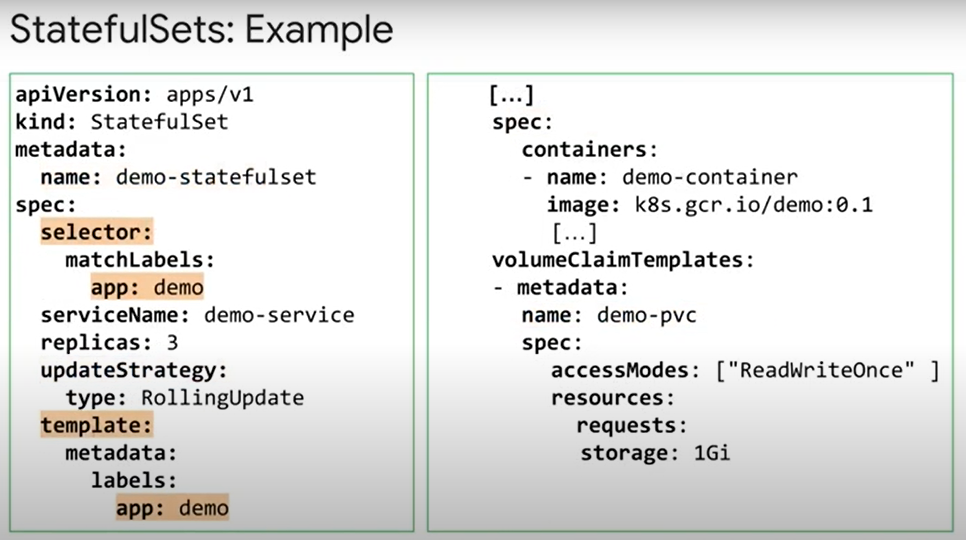 StatefulSets: Example
apiVersion: apps/v1
kind: StatefulSet
metadata:
  name: demo-statefulset
spec:
  selector:
    matchLabels:
      app: demo
  serviceName: demo-service
  replicas: 3
  updateStrategy:
    type: RollingUpdate
  template:
    metadata:
      labels:
        app: demo
[...]
spec:
  containers:
  - name: demo-container
    image: k8s.gcr.io/demo:0.1
    [...]
volumeClaimTemplates:
- metadata:
  name: demo-pvc
  spec:
    accessModes: ["ReadWriteOnce" ]
    resources:
      requests:
      storage: 1Gi